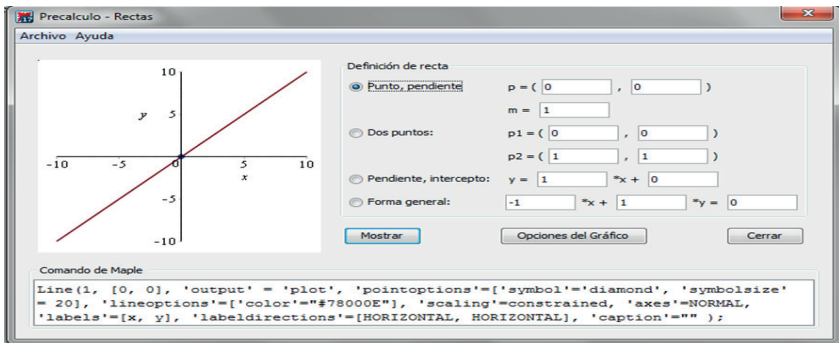 Precalculo - Rectas
Archivo Ayuda
10
y
5
-10 -5 0 5 10
x
-5
-10
Definición de recta
Punto, pendiente p = ( 0 , 0 )
m = 1
Dos puntos: p1 = ( 0 , 0 )
p2 = ( 1 , 1 )
Pendiente, intercepto: y = 1 *x + 0
Forma general: -1 *x + 1 *y = 0
Mostrar Opciones del Gráfico Cerrar
Comando de Maple
Line(1, [0, 0], 'output' = 'plot', 'pointoptions'=['symbol'='diamond', 'symbolsize'
= 20], 'lineoptions'=['color'="#78000E"], 'scaling'=constrained, 'axes'=NORMAL,
'labels'=[x, y], 'labeldirections'=[HORIZONTAL, HORIZONTAL], 'caption'="" );